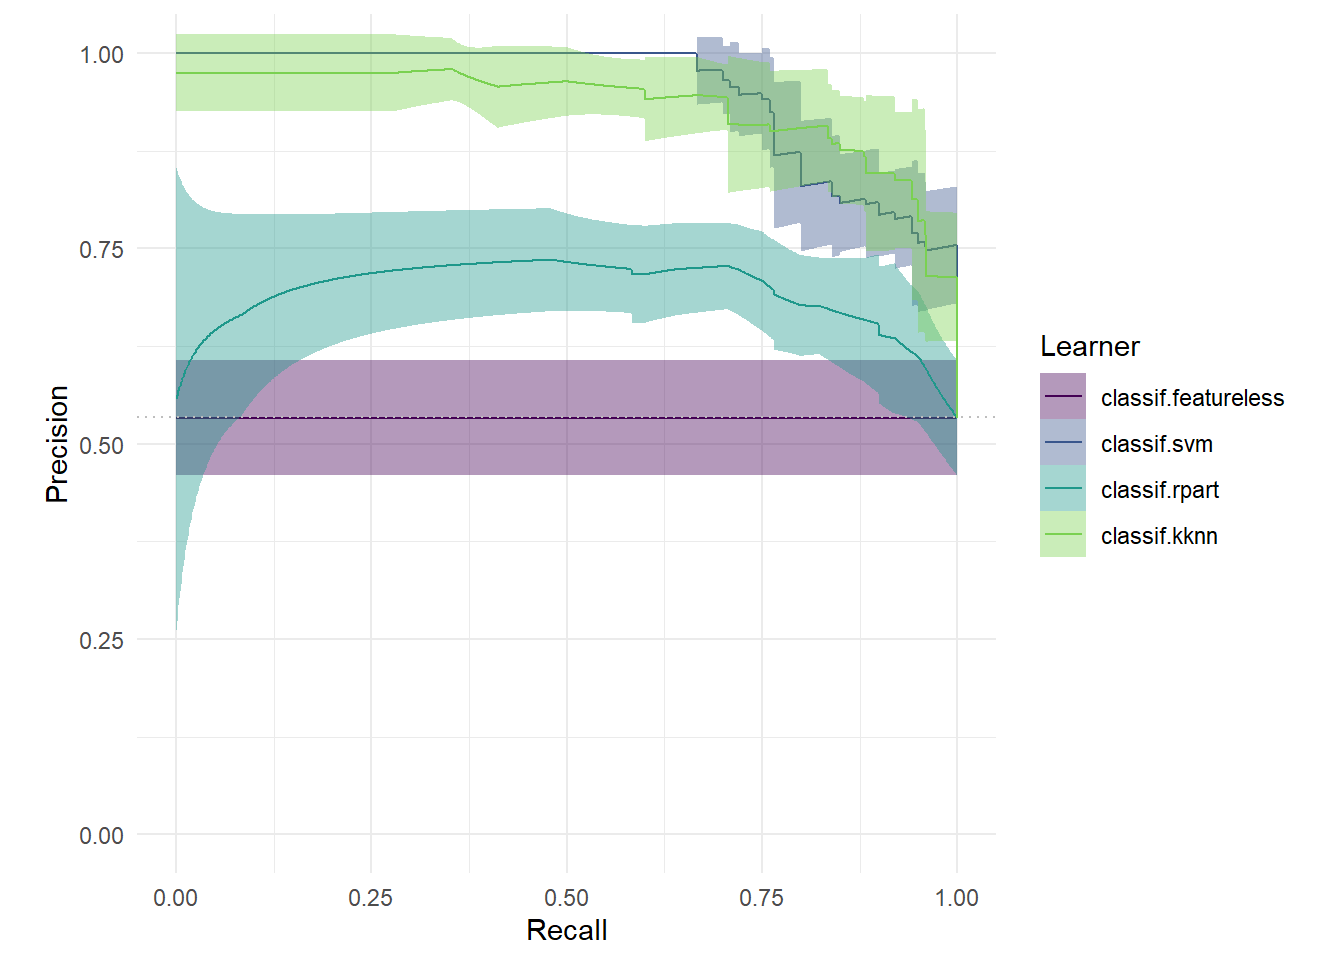 1.00
0.75
0.50
0.25
0.00
Precision
0.00 0.25 0.50 0.75 1.00
Recall
Learner
classif.featureless
classif.svm
classif.rpart
classif.kknn